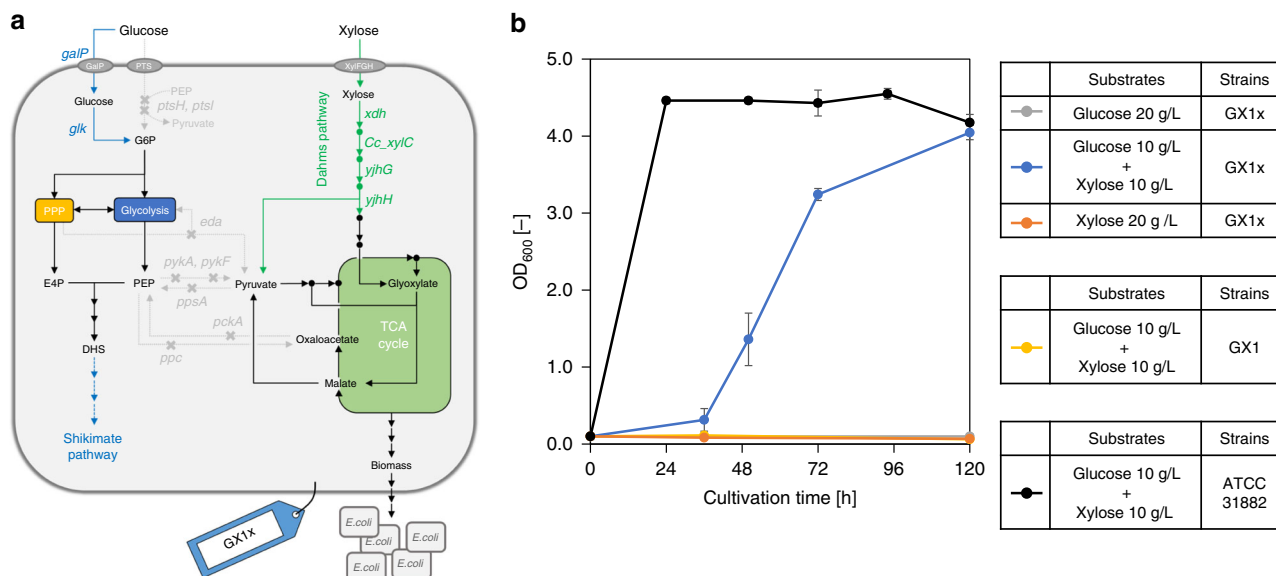 a
Glucose
Xylose
galP
GalP
PTS
XylFGH
PEP
ptsH, ptsI
Pyruvate
Glucose
glk
G6P
Xylose
xdh
Cc_xylC
yjhG
yjhH
Dahms pathway
PPP
Glycolysis
eda
pykA, pykF
E4P
PEP
Pyruvate
Glyoxylate
ppsA
pckA
Oxaloacetate
TCA
cycle
ppc
DHS
Malate
Shikimate
pathway
Biomass
GX1x
E.coli
E.coli
E.coli
E.coli
E.coli
b
5.0
4.0
3.0
2.0
1.0
0.0
OD600 [–]
0
24
48
72
96
120
Cultivation time [h]
Substrates Strains
Glucose 20 g/L GX1x
Glucose 10 g/L
+
Xylose 10 g/L
GX1x
Xylose 20 g /L GX1x
Substrates Strains
Glucose 10 g/L
+
Xylose 10 g/L
GX1
Substrates Strains
Glucose 10 g/L
+
Xylose 10 g/L
ATCC
31882